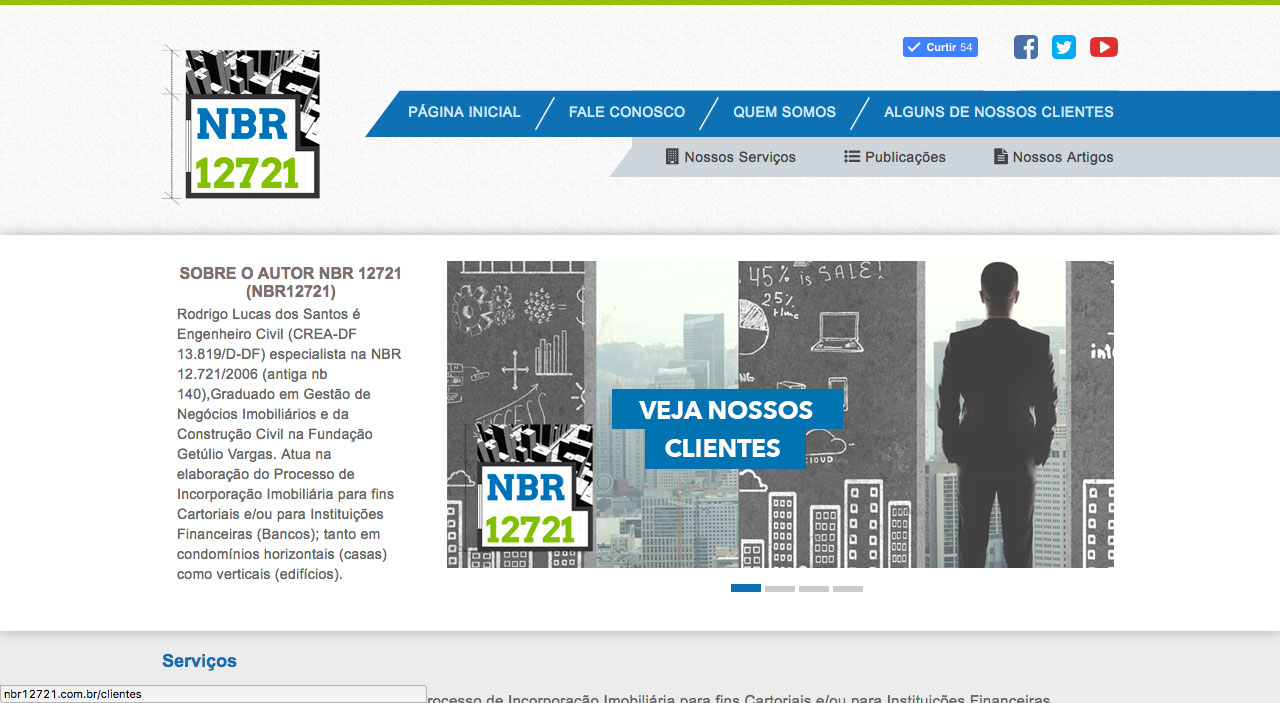 NBR
12721
Curtir 54
PÁGINA INICIAL
FALE CONOSCO
QUEM SOMOS
ALGUNS DE NOSSOS CLIENTES
Nossos Serviços
Publicações
Nossos Artigos
SOBRE O AUTOR NBR 12721
(NBR12721)
Rodrigo Lucas dos Santos é
Engenheiro Civil (CREA-DF
13.819/D-DF) especialista na NBR
12.721/2006 (antiga nb
140),Graduado em Gestão de
Negócios Imobiliários e da
Construção Civil na Fundação
Getúlio Vargas. Atua na
elaboração do Processo de
Incorporação Imobiliária para fins
Cartoriais e/ou para Instituições
Financeiras (Bancos); tanto em
condomínios horizontais (casas)
como verticais (edifícios).
45% is SALE!
25%
VEJA NOSSOS
CLIENTES
NBR
12721
Serviços
rocesso de Incorporação Imobiliária para fins Cartoriais e/ou para Instituições Financeiras
nbr12721.com.br/clientes